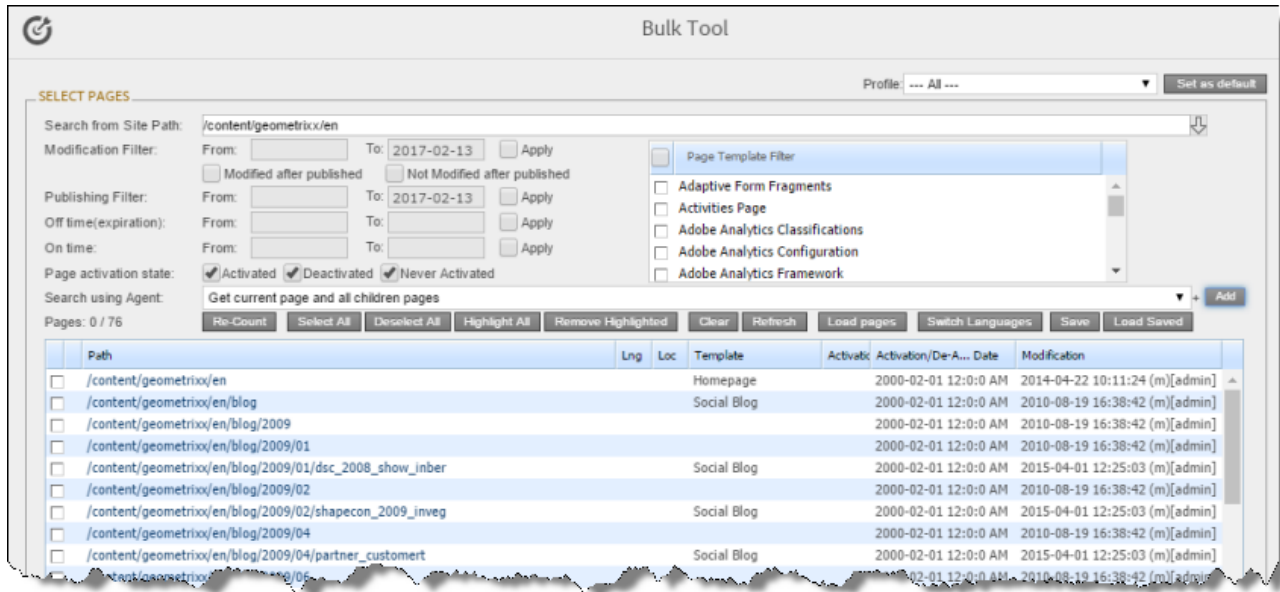 Bulk Tool
Profile: --- All --- Set as default
SELECT PAGES
Search from Site Path: /content/geometrixx/en
Modification Filter: From: To: 2017-02-13 Apply
Modified after published Not Modified after published
Publishing Filter: From: To: 2017-02-13 Apply
Off time(expiration): From: To: Apply
On time: From: To: Apply
Page Template Filter
Adaptive Form Fragments
Activities Page
Adobe Analytics Classifications
Adobe Analytics Configuration
Adobe Analytics Framework
Page activation state: Activated Deactivated Never Activated
Search using Agent: Get current page and all children pages + Add
Pages: 0 / 76 Re-Count Select All Deselect All Highlight All Remove Highlighted Clear Refresh Load pages Switch Languages Save Load Saved
Path Lng Loc Template Activatic Activation/De-A... Date Modification
/content/geometrixx/en Homepage 2000-02-01 12:0:0 AM 2014-04-22 10:11:24 (m)[admin]
/content/geometrixx/en/blog Social Blog 2000-02-01 12:0:0 AM 2010-08-19 16:38:42 (m)[admin]
/content/geometrixx/en/blog/2009 2000-02-01 12:0:0 AM 2010-08-19 16:38:42 (m)[admin]
/content/geometrixx/en/blog/2009/01 2000-02-01 12:0:0 AM 2010-08-19 16:38:42 (m)[admin]
/content/geometrixx/en/blog/2009/01/dsc_2008_show_inber Social Blog 2000-02-01 12:0:0 AM 2015-04-01 12:25:03 (m)[admin]
/content/geometrixx/en/blog/2009/02 2000-02-01 12:0:0 AM 2010-08-19 16:38:42 (m)[admin]
/content/geometrixx/en/blog/2009/02/shapecon_2009_inveg Social Blog 2000-02-01 12:0:0 AM 2015-04-01 12:25:03 (m)[admin]
/content/geometrixx/en/blog/2009/04 2000-02-01 12:0:0 AM 2010-08-19 16:38:42 (m)[admin]
/content/geometrixx/en/blog/2009/04/partner_customert Social Blog 2000-02-01 12:0:0 AM 2015-04-01 12:25:03 (m)[admin]
12:0:0 AM 2010-08-19 16:38:42